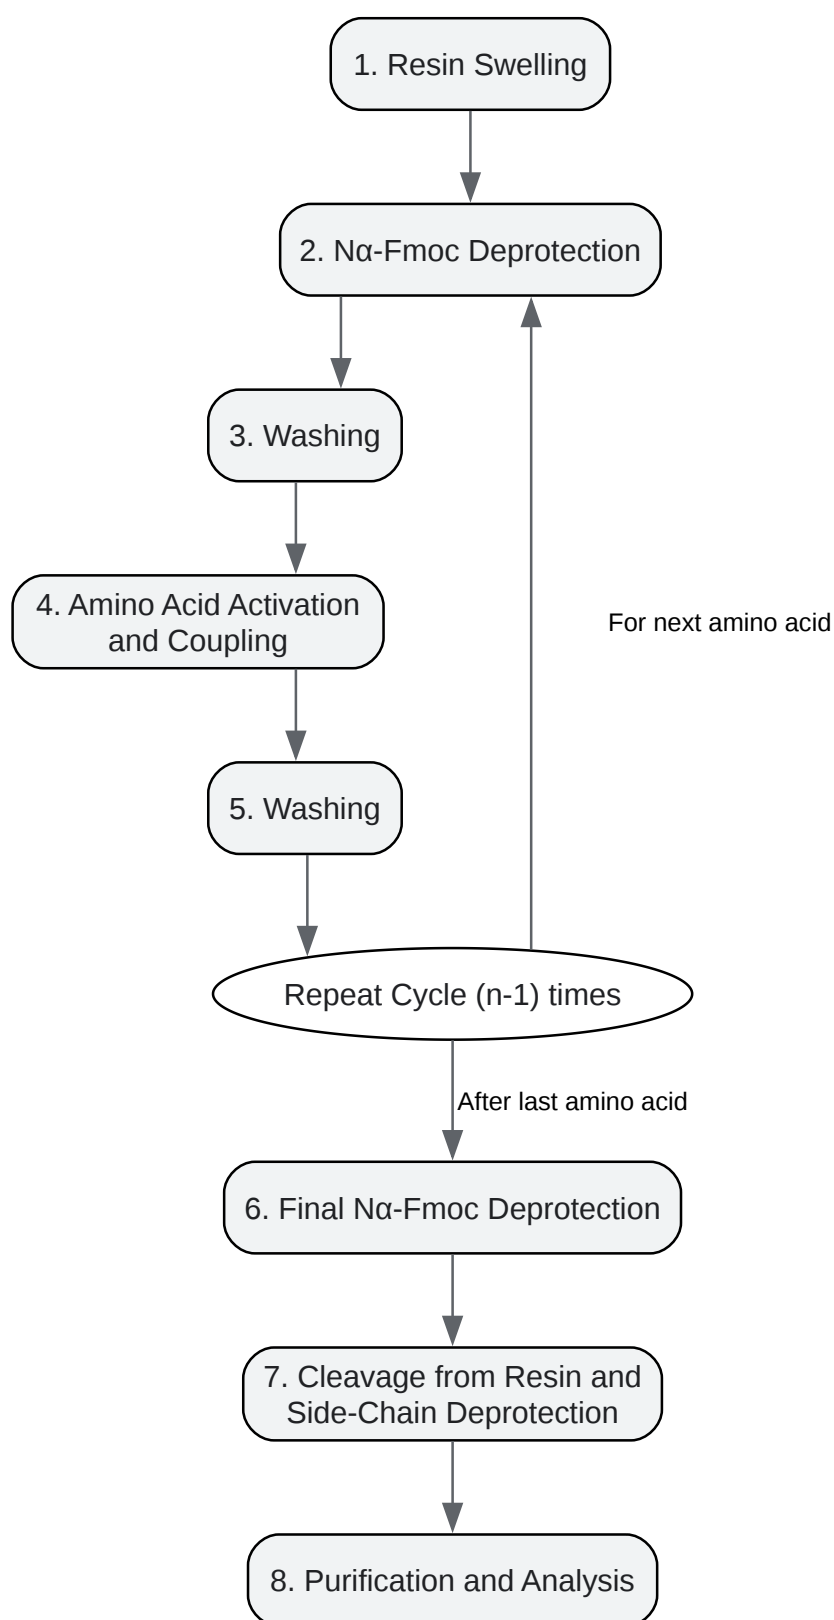 1. Resin Swelling
2. Nα-Fmoc Deprotection
3. Washing
4. Amino Acid Activation
and Coupling
For next amino acid
5. Washing
Repeat Cycle (n-1) times
After last amino acid
6. Final Nα-Fmoc Deprotection
7. Cleavage from Resin and
Side-Chain Deprotection
8. Purification and Analysis